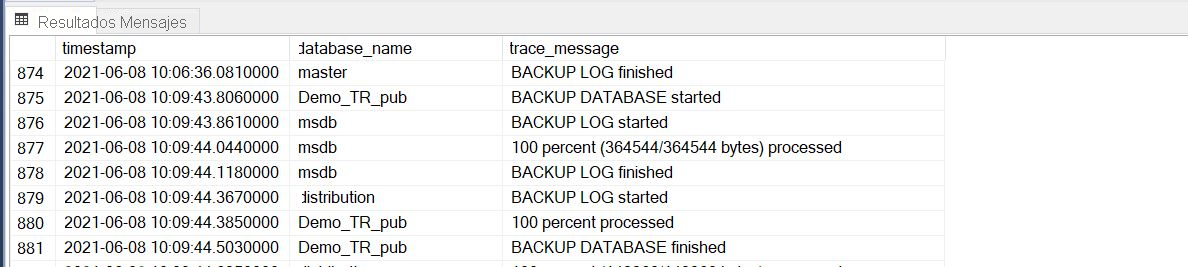 Resultados Mensajes
timestamp database_name trace_message
874 2021-06-08 10:06:36.0810000 master BACKUP LOG finished
875 2021-06-08 10:09:43.8060000 Demo_TR_pub BACKUP DATABASE started
876 2021-06-08 10:09:43.8610000 msdb BACKUP LOG started
877 2021-06-08 10:09:44.0440000 msdb 100 percent (364544/364544 bytes) processed
878 2021-06-08 10:09:44.1180000 msdb BACKUP LOG finished
879 2021-06-08 10:09:44.3670000 distribution BACKUP LOG started
880 2021-06-08 10:09:44.3850000 Demo_TR_pub 100 percent processed
881 2021-06-08 10:09:44.5030000 Demo_TR_pub BACKUP DATABASE finished